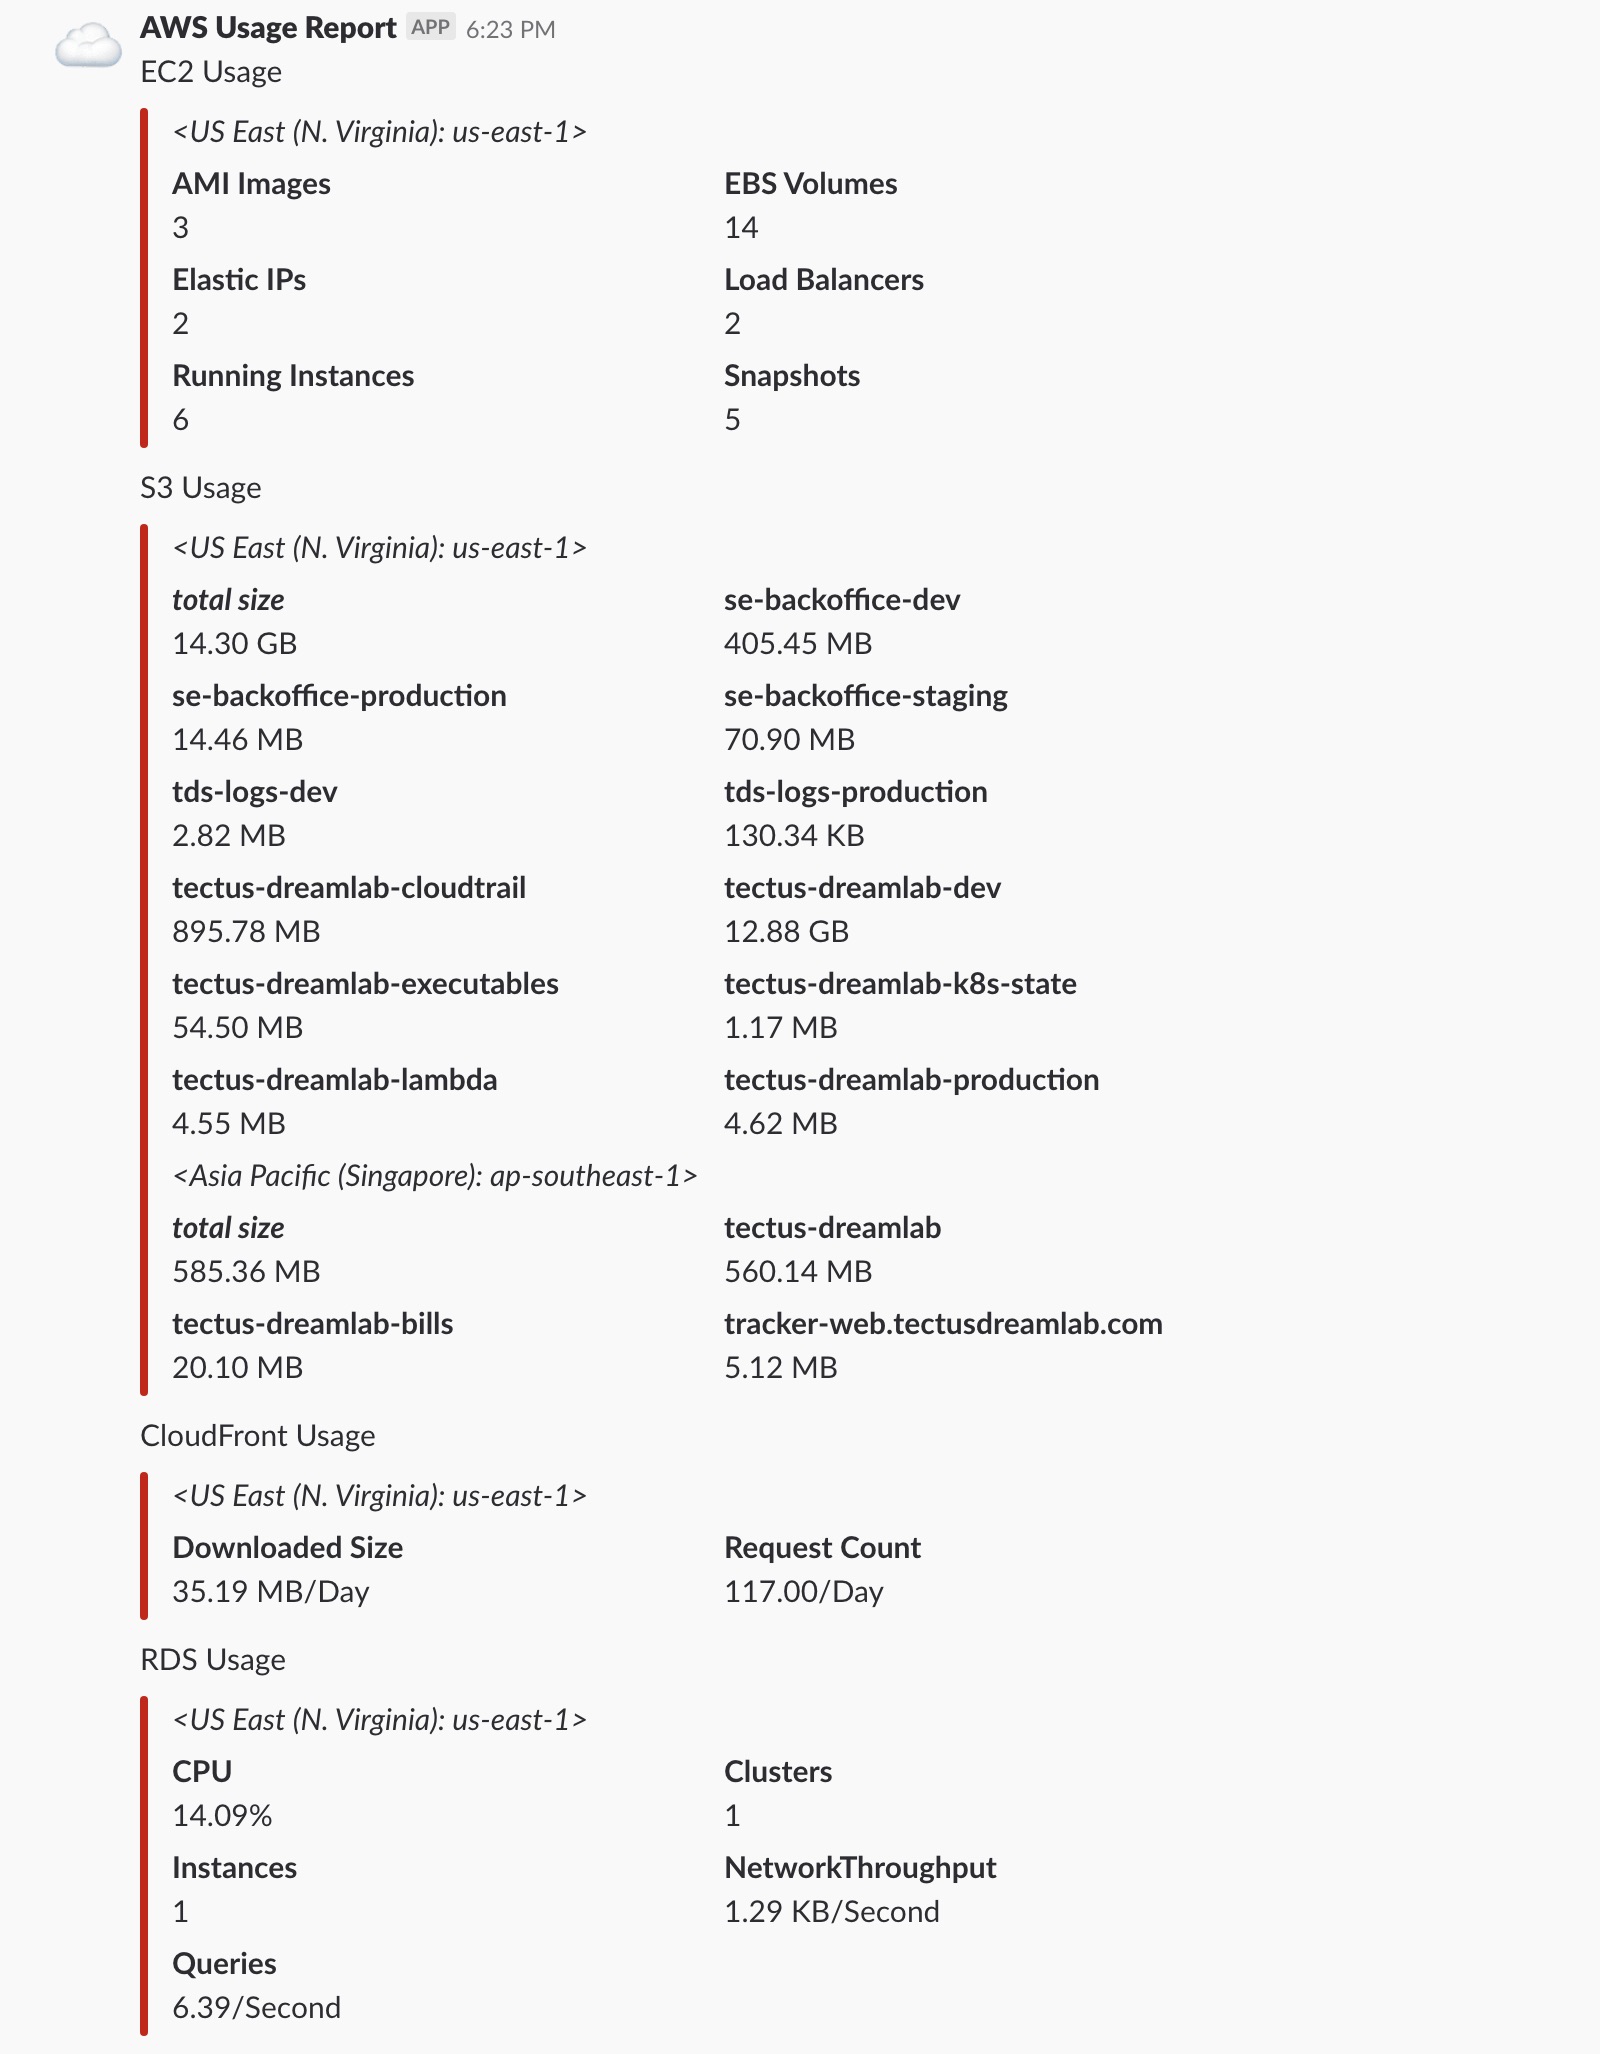 AWS Usage Report APP 6:23 PM
EC2 Usage
<US East (N. Virginia): us-east-1>
AMI Images EBS Volumes
3 14
Elastic IPs Load Balancers
2 2
Running Instances Snapshots
6 5
S3 Usage
<US East (N. Virginia): us-east-1>
total size se-backoffice-dev
14.30 GB 405.45 MB
se-backoffice-production se-backoffice-staging
14.46 MB 70.90 MB
tds-logs-dev tds-logs-production
2.82 MB 130.34 KB
tectus-dreamlab-cloudtrail tectus-dreamlab-dev
895.78 MB 12.88 GB
tectus-dreamlab-executables tectus-dreamlab-k8s-state
54.50 MB 1.17 MB
tectus-dreamlab-lambda tectus-dreamlab-production
4.55 MB 4.62 MB
<Asia Pacific (Singapore): ap-southeast-1>
total size tectus-dreamlab
585.36 MB 560.14 MB
tectus-dreamlab-bills tracker-web.tectusdreamlab.com
20.10 MB 5.12 MB
CloudFront Usage
<US East (N. Virginia): us-east-1>
Downloaded Size Request Count
35.19 MB/Day 117.00/Day
RDS Usage
<US East (N. Virginia): us-east-1>
CPU Clusters
14.09% 1
Instances NetworkThroughput
1 1.29 KB/Second
Queries
6.39/Second